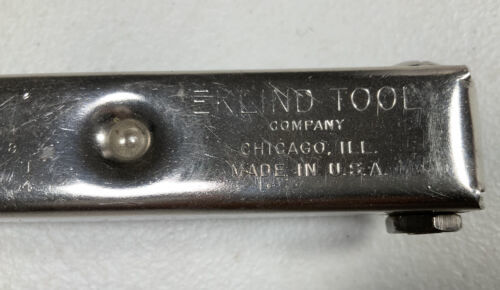 ERLIND TOOL
COMPANY
CHICAGO, ILL.
MADE IN U.S.A.